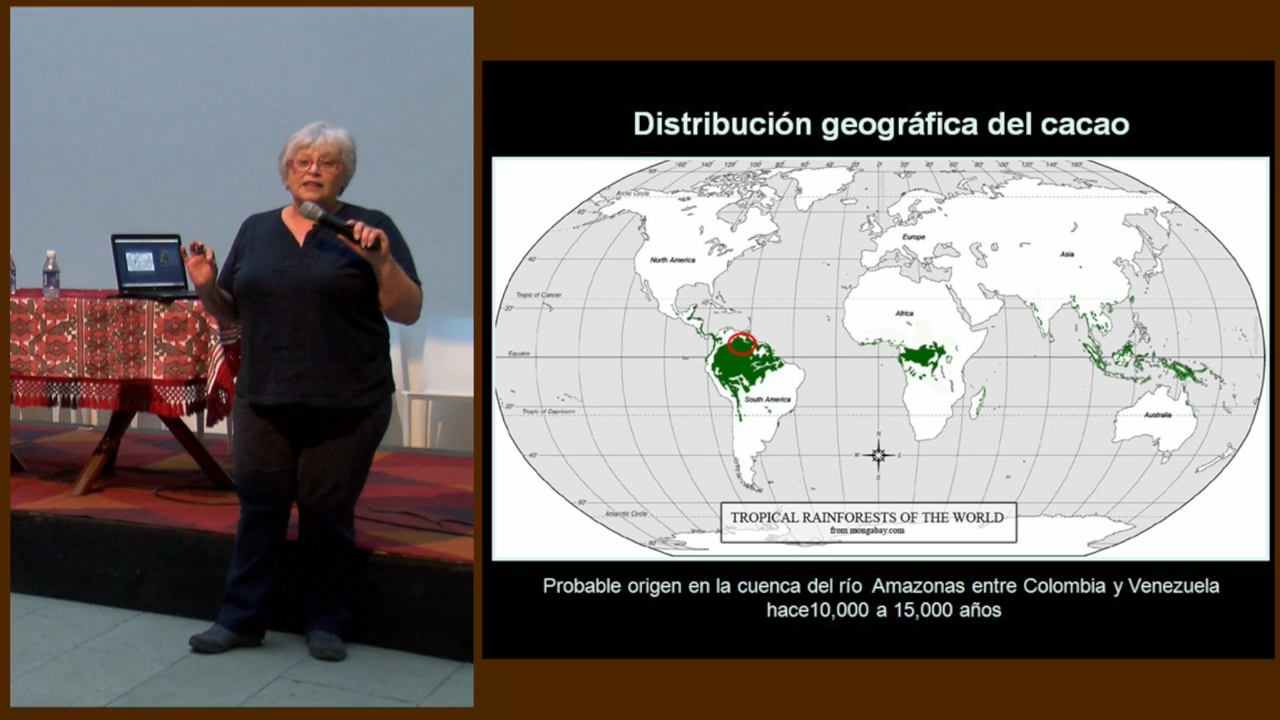 Distribución geográfica del cacao
Arctic Circle
North America
Europe
Asia
Tropic of Cancer
Africa
Equator
South America
Tropic of Capricorn
Australia
N
Antarctic Circle
TROPICAL RAINFORESTS OF THE WORLD
from mongabay.com
Probable origen en la cuenca del río Amazonas entre Colombia y Venezuela
hace10,000 a 15,000 años